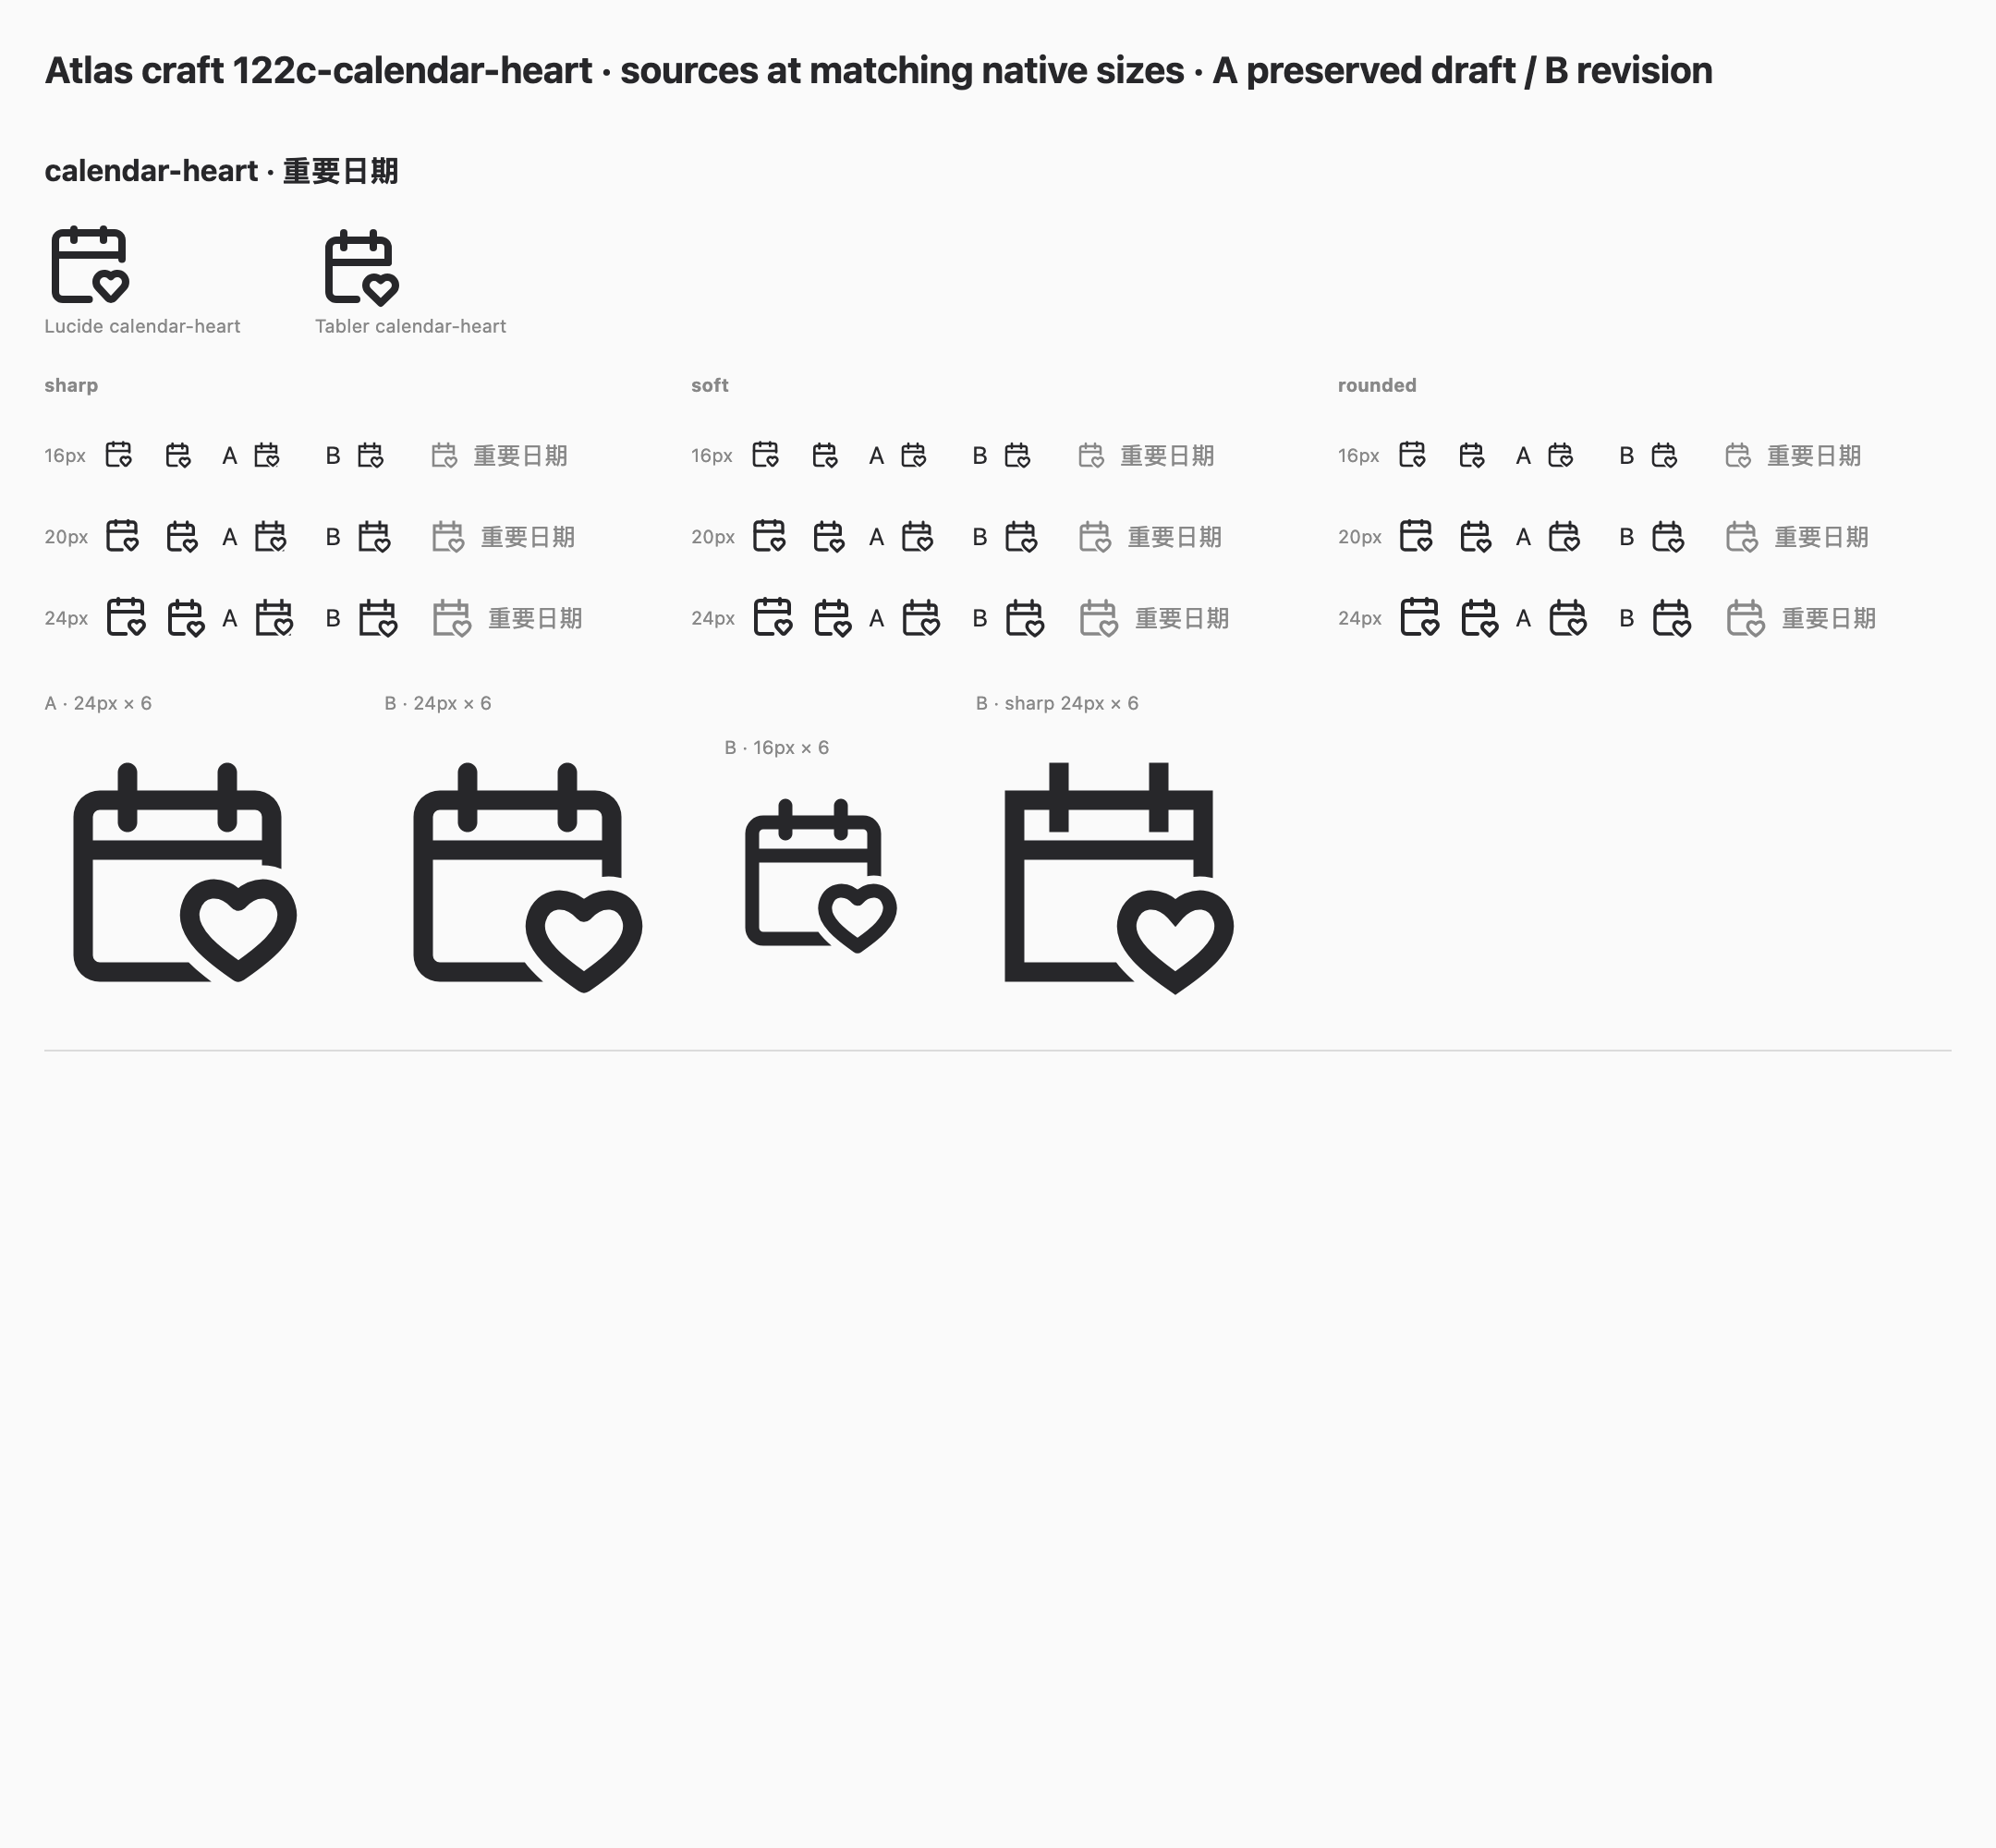 Atlas craft 122c-calendar-heart · sources at matching native sizes · A preserved draft / B revision
calendar-heart · 重要日期
Lucide calendar-heart Tabler calendar-heart
sharp soft rounded
16px A B 重要日期 16px A B 重要日期 16px A B 重要日期
20px A B 重要日期 20px A B 重要日期 20px A B 重要日期
24px A B 重要日期 24px A B 重要日期 24px A B 重要日期
A · 24px × 6 B · 24px × 6 B · sharp 24px × 6
B · 16px × 6